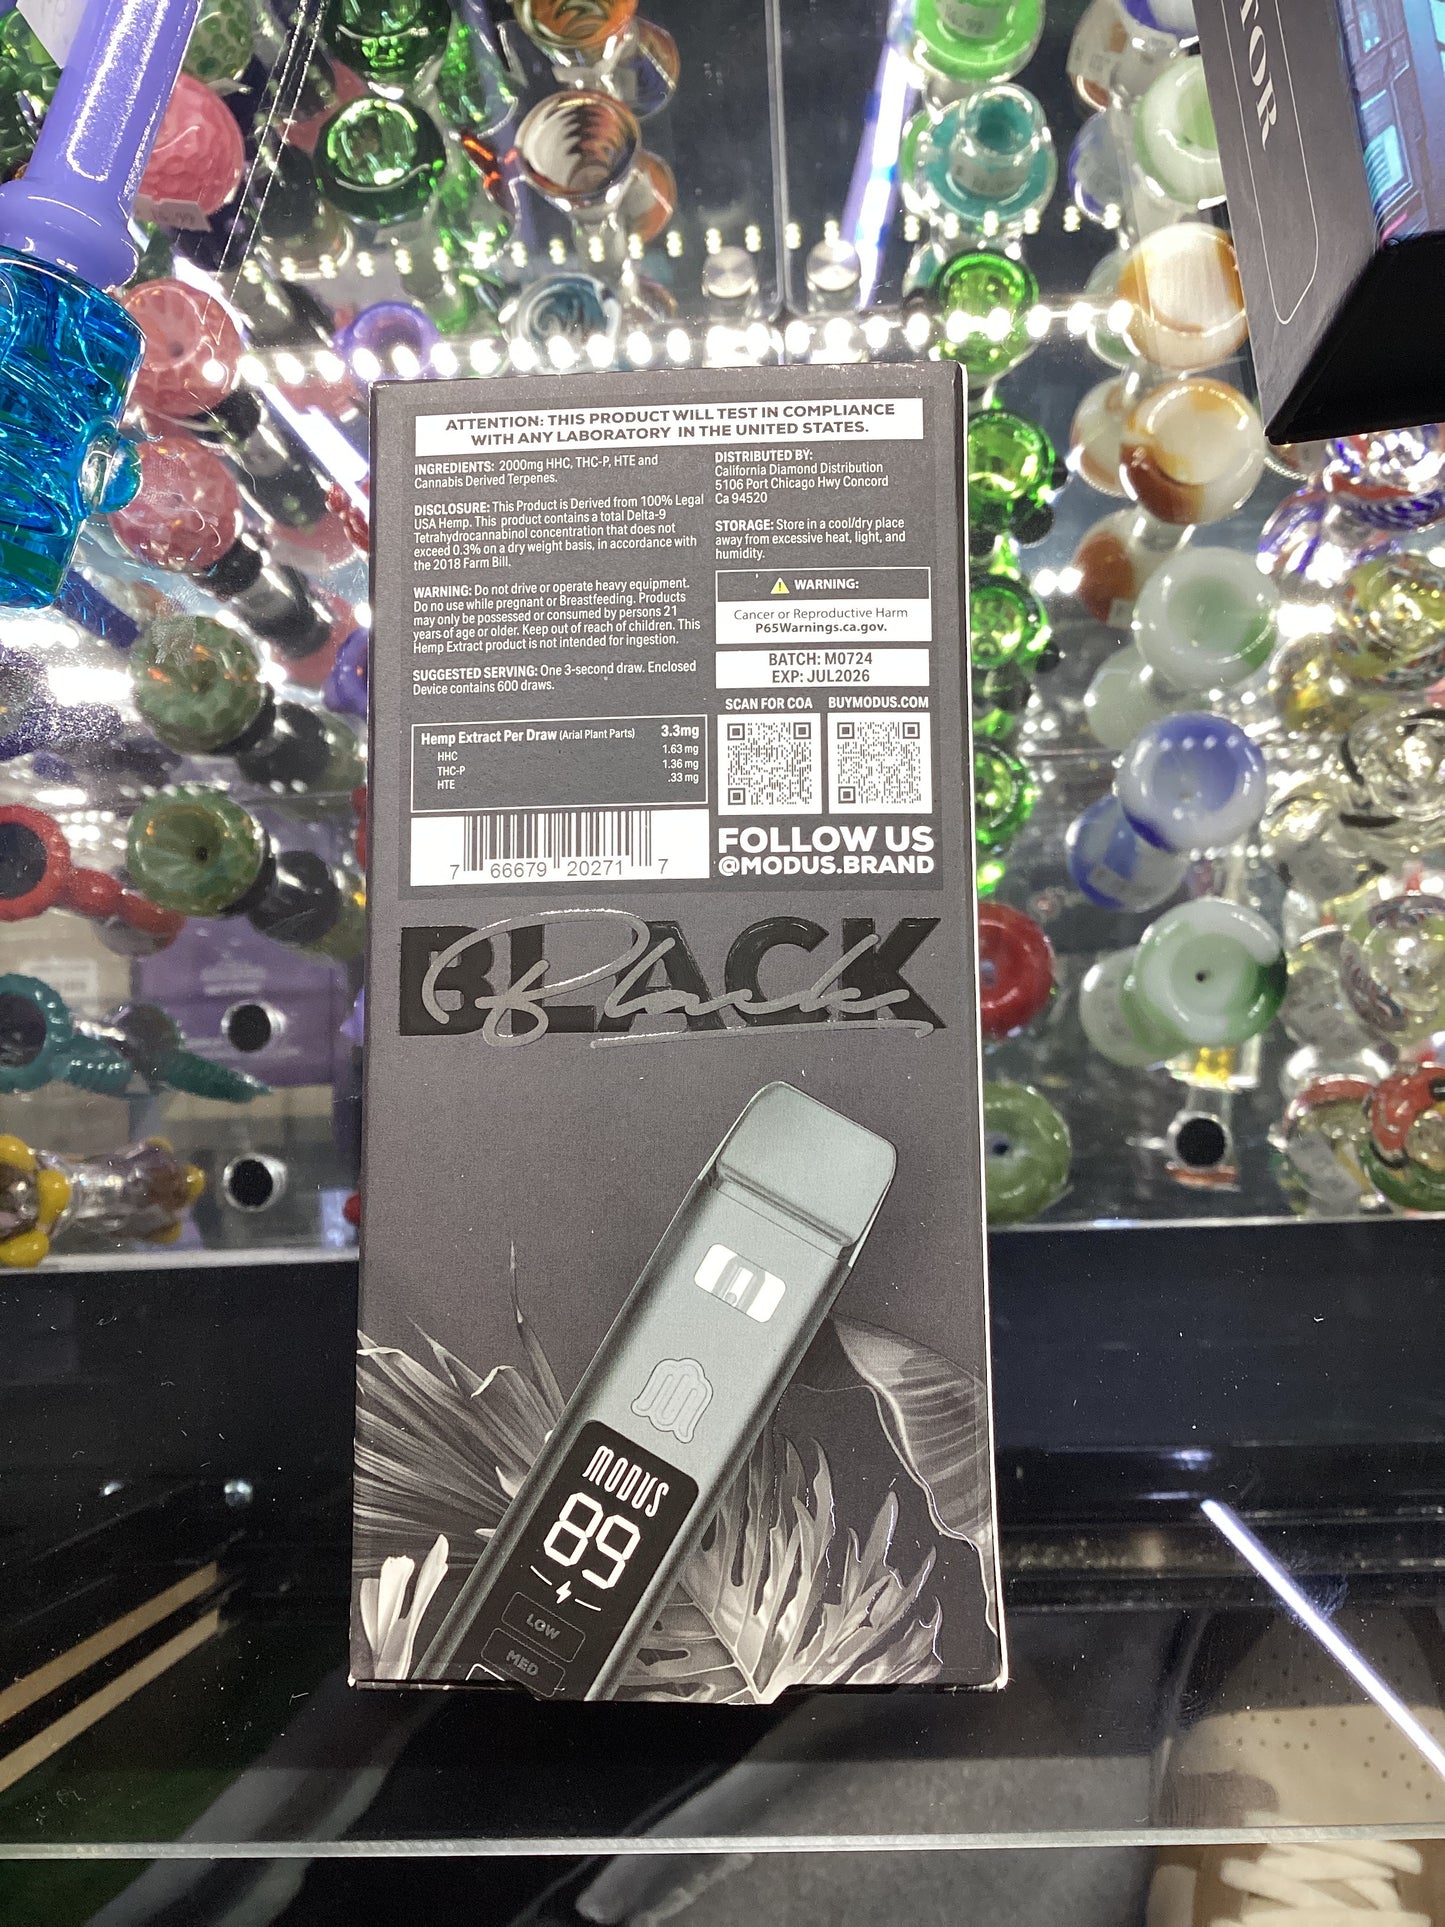 ATTENTION: THIS PRODUCT WILL TEST IN COMPLIANCE
WITH ANY LABORATORY IN THE UNITED STATES.
INGREDIENTS: 2000mg HHC, THC-P, HTE and
Cannabis Derived Terpenes.
DISCLOSURE: This Product is Derived from 100% Legal
USA Hemp. This product contains a total Delta-9
Tetrahydrocannabinol concentration that does not
exceed 0.3% on a dry weight basis, in accordance with
the 2018 Farm Bill.
WARNING: Do not drive or operate heavy equipment.
Do no use while pregnant or Breastfeeding. Products
may only be possessed or consumed by persons 21
years of age or older. Keep out of reach of children. This
Hemp Extract product is not intended for ingestion.
SUGGESTED SERVING: One 3-second draw. Enclosed
Device contains 600 draws.
Hemp Extract Per Draw (Arial Plant Parts) 3.3mg
HHC 1.63 mg
THC-P 1.36 mg
HTE .33 mg
7 66679 20271 7
DISTRIBUTED BY:
California Diamond Distribution
5106 Port Chicago Hwy Concord
Ca 94520
STORAGE: Store in a cool/dry place
away from excessive heat, light, and
humidity.
WARNING:
Cancer or Reproductive Harm
P65Warnings.ca.gov.
BATCH: M0724
EXP: JUL2026
SCAN FOR COA BUYMODUS.COM
FOLLOW US
@MODUS.BRAND
BLACK
Black
MODUS
89
LOW
MED